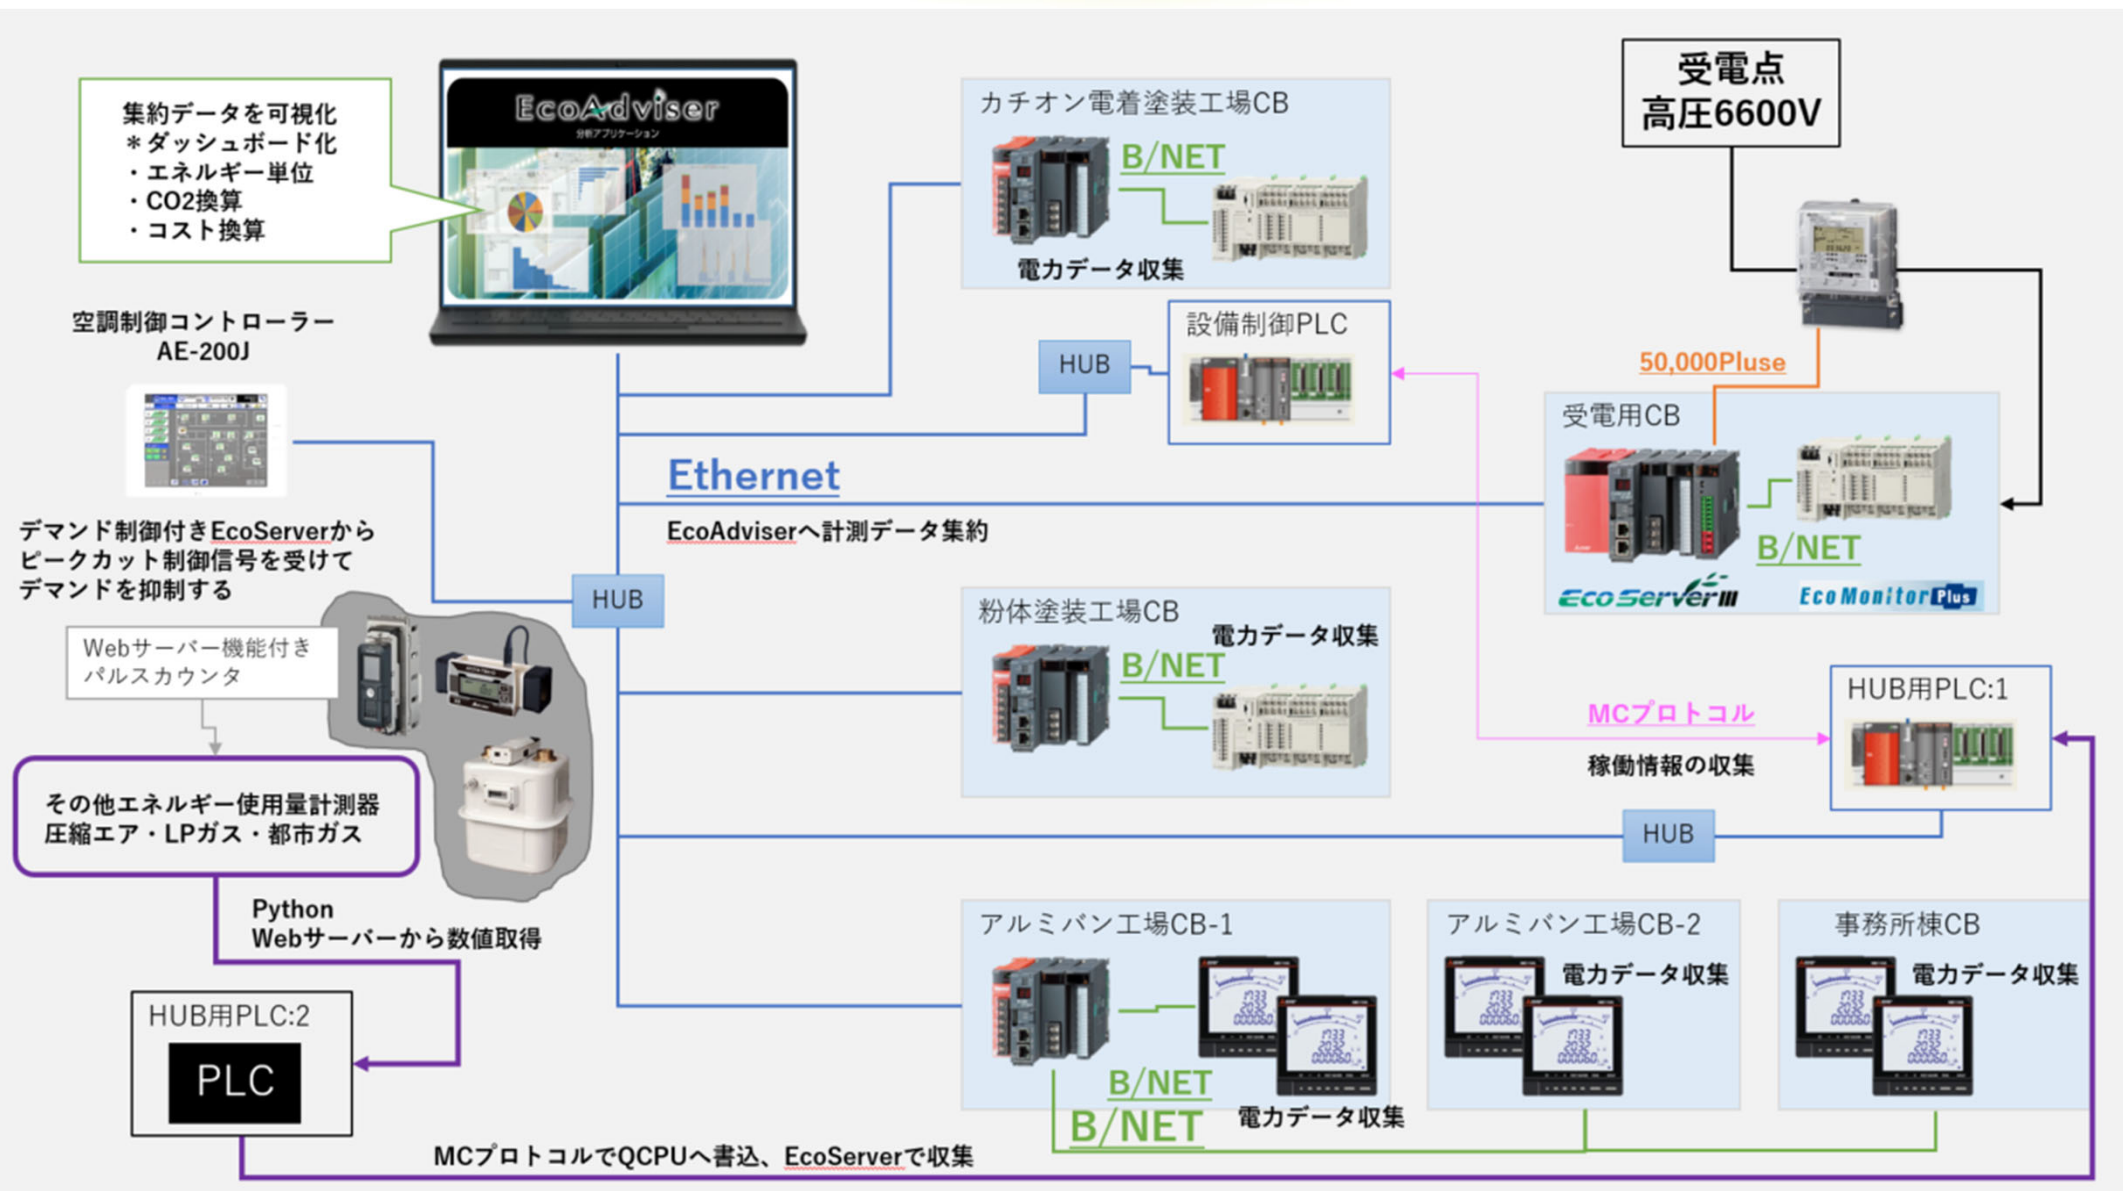 集約データを可視化
＊ダッシュボード化
・エネルギー単位
・CO2換算
・コスト換算
EcoAdviser
分析アプリケーション
空調制御コントローラー
AE-200J
デマンド制御付きEcoServerから
ピークカット制御信号を受けて
デマンドを抑制する
Webサーバー機能付き
パルスカウンタ
その他エネルギー使用量計測器
圧縮エア・LPガス・都市ガス
Python
Webサーバーから数値取得
HUB用PLC:2
PLC
MCプロトコルでQCPUへ書込、EcoServerで収集
HUB
Ethernet
EcoAdviserへ計測データ集約
カチオン電着塗装工場CB
B/NET
電力データ収集
HUB
設備制御PLC
受電点
高圧6600V
50,000Pluse
受電用CB
B/NET
EcoServerIII
EcoMonitorPlus
粉体塗装工場CB
電力データ収集
B/NET
MCプロトコル
稼働情報の収集
HUB用PLC:1
HUB
アルミバン工場CB-1
B/NET
B/NET
電力データ収集
アルミバン工場CB-2
電力データ収集
事務所棟CB
電力データ収集